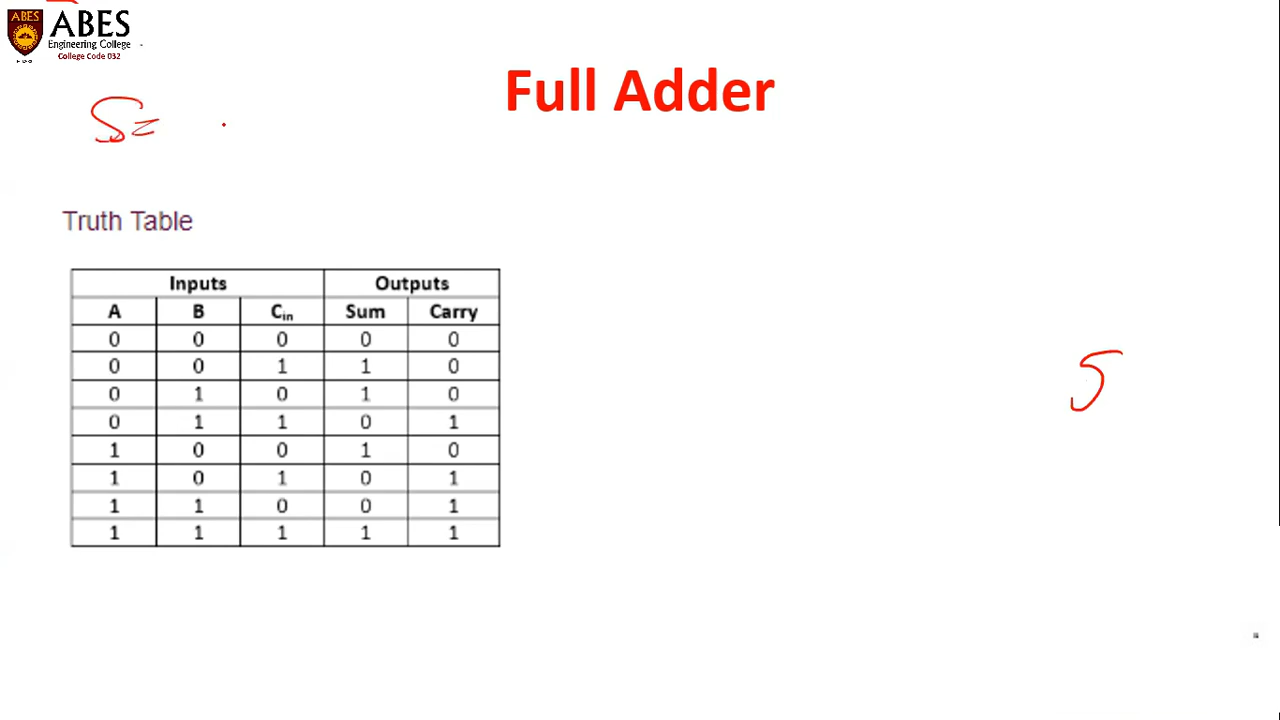 ABES
ABES
Engineering College
College Code 032
Full Adder
S=
Truth Table
Inputs Outputs
A B Cin Sum Carry
0 0 0 0 0
0 0 1 1 0
0 1 0 1 0
0 1 1 0 1
1 0 0 1 0
1 0 1 0 1
1 1 0 0 1
1 1 1 1 1